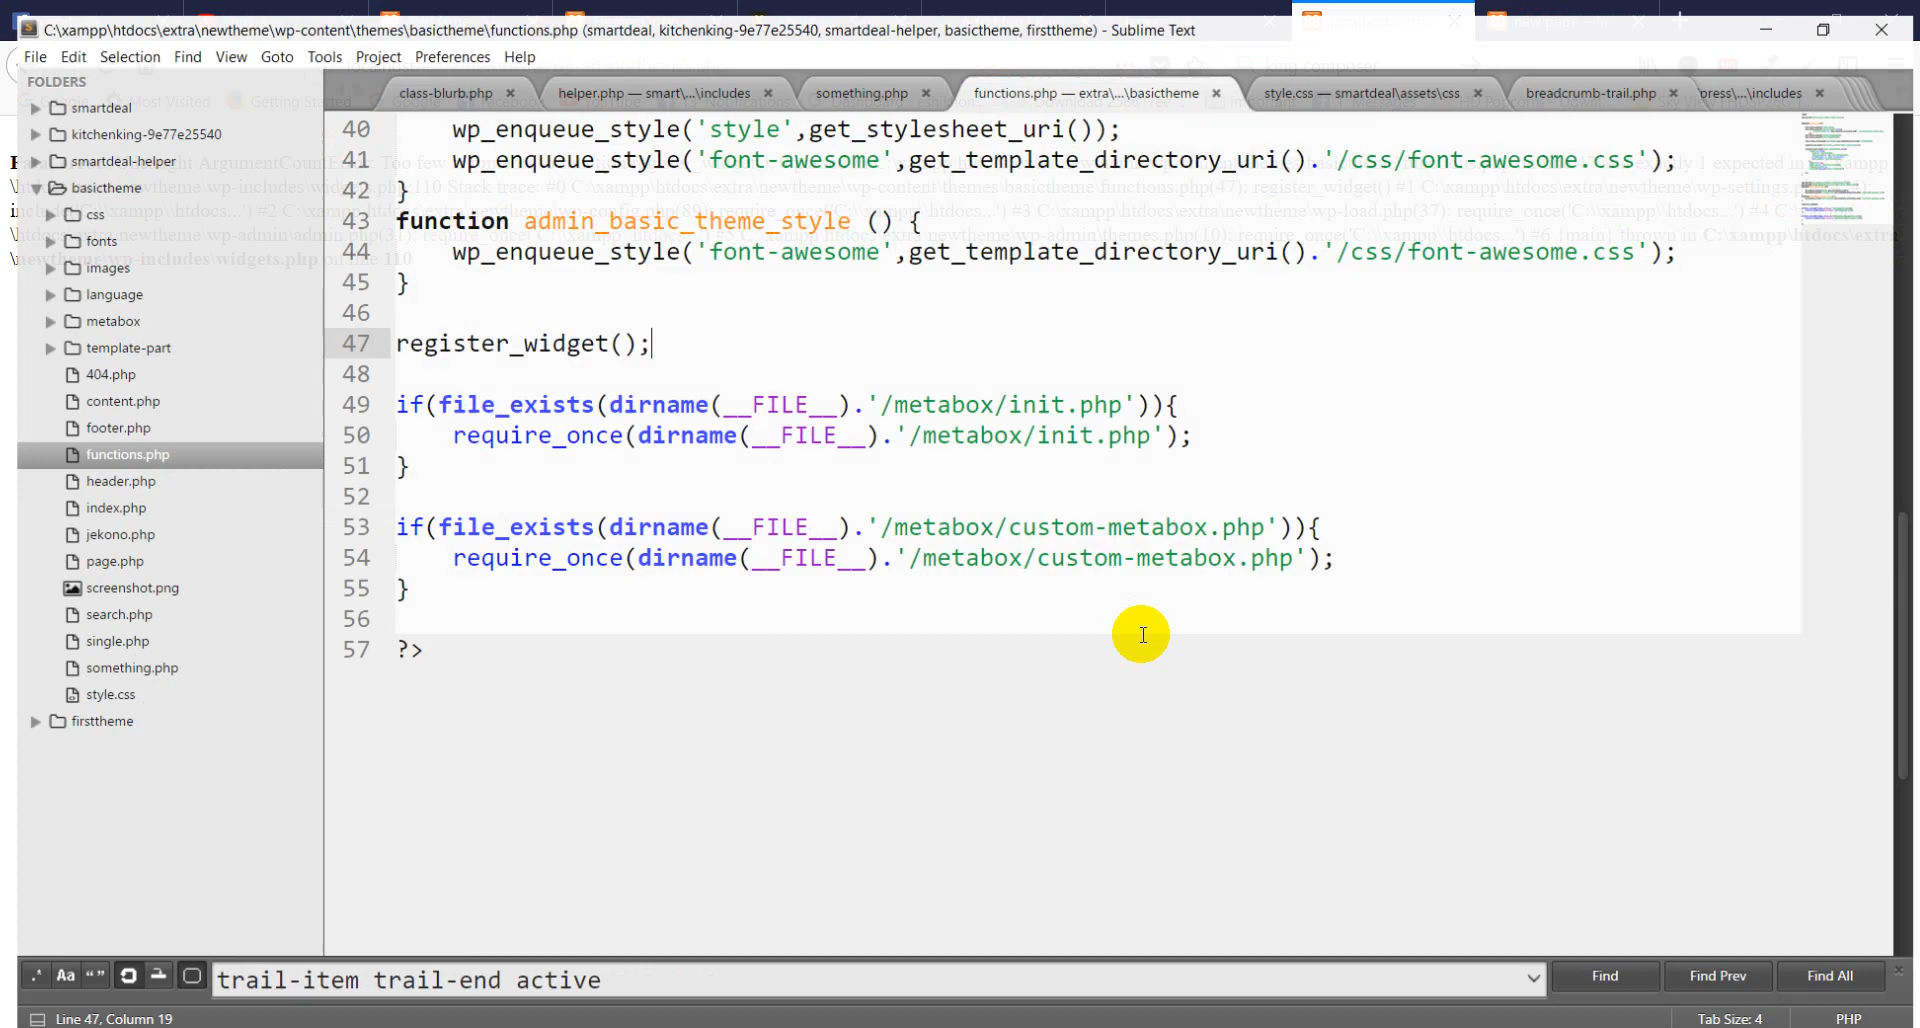 C:\xampp\htdocs\extra\newtheme\wp-content\themes\basictheme\functions.php (smartdeal, kitchenking-9e77e25540, smartdeal-helper, basictheme, firsttheme) - Sublime Text
File Edit Selection Find View Goto Tools Project Preferences Help
FOLDERS
class-blurb.php helper.php — smart\...\includes something.php functions.php — extra\...\basictheme style.css — smartdeal\assets\css breadcrumb-trail.php press\...\includes
smartdeal
kitchenking-9e77e25540
smartdeal-helper
basictheme
css
fonts
images
language
metabox
template-part
404.php
content.php
footer.php
functions.php
header.php
index.php
jekono.php
page.php
screenshot.png
search.php
single.php
something.php
style.css
firsttheme
40 wp_enqueue_style('style',get_stylesheet_uri());
41 wp_enqueue_style('font-awesome',get_template_directory_uri().'/css/font-awesome.css');
42 }
43 function admin_basic_theme_style () {
44 wp_enqueue_style('font-awesome',get_template_directory_uri().'/css/font-awesome.css');
45 }
46
47 register_widget();
48
49 if(file_exists(dirname(__FILE__).'/metabox/init.php')){
50 require_once(dirname(__FILE__).'/metabox/init.php');
51 }
52
53 if(file_exists(dirname(__FILE__).'/metabox/custom-metabox.php')){
54 require_once(dirname(__FILE__).'/metabox/custom-metabox.php');
55 }
56
57 ?>
.* Aa “” trail-item trail-end active Find Find Prev Find All
Line 47, Column 19 Tab Size: 4 PHP